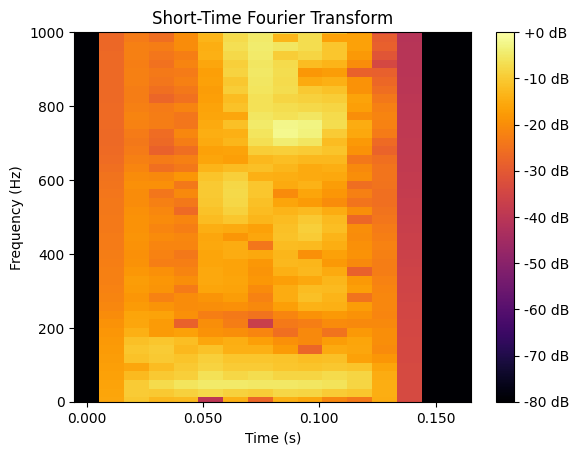 Short-Time Fourier Transform
1000
800
600
400
200
0
Frequency (Hz)
0.000
0.050
0.100
0.150
Time (s)
+0 dB
-10 dB
-20 dB
-30 dB
-40 dB
-50 dB
-60 dB
-70 dB
-80 dB